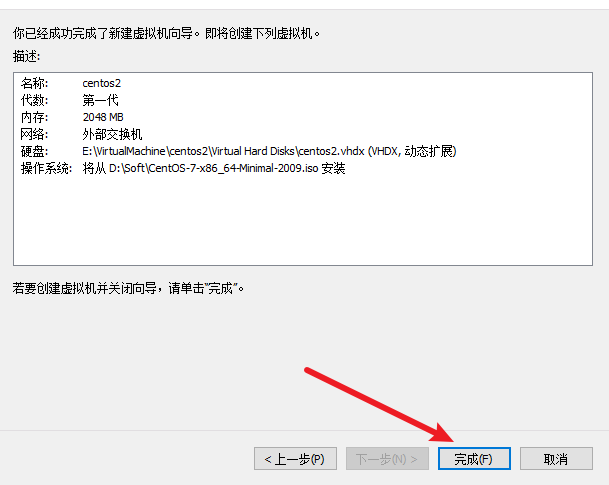 你已经成功完成了新建虚拟机向导。即将创建下列虚拟机。
描述:
名称: centos2
代数: 第一代
内存: 2048 MB
网络: 外部交换机
硬盘: E:\VirtualMachine\centos2\Virtual Hard Disks\centos2.vhdx (VHDX, 动态扩展)
操作系统: 将从 D:\Soft\CentOS-7-x86_64-Minimal-2009.iso 安装
若要创建虚拟机并关闭向导，请单击“完成”。
< 上一步(P) 下一步(N) > 完成(F) 取消